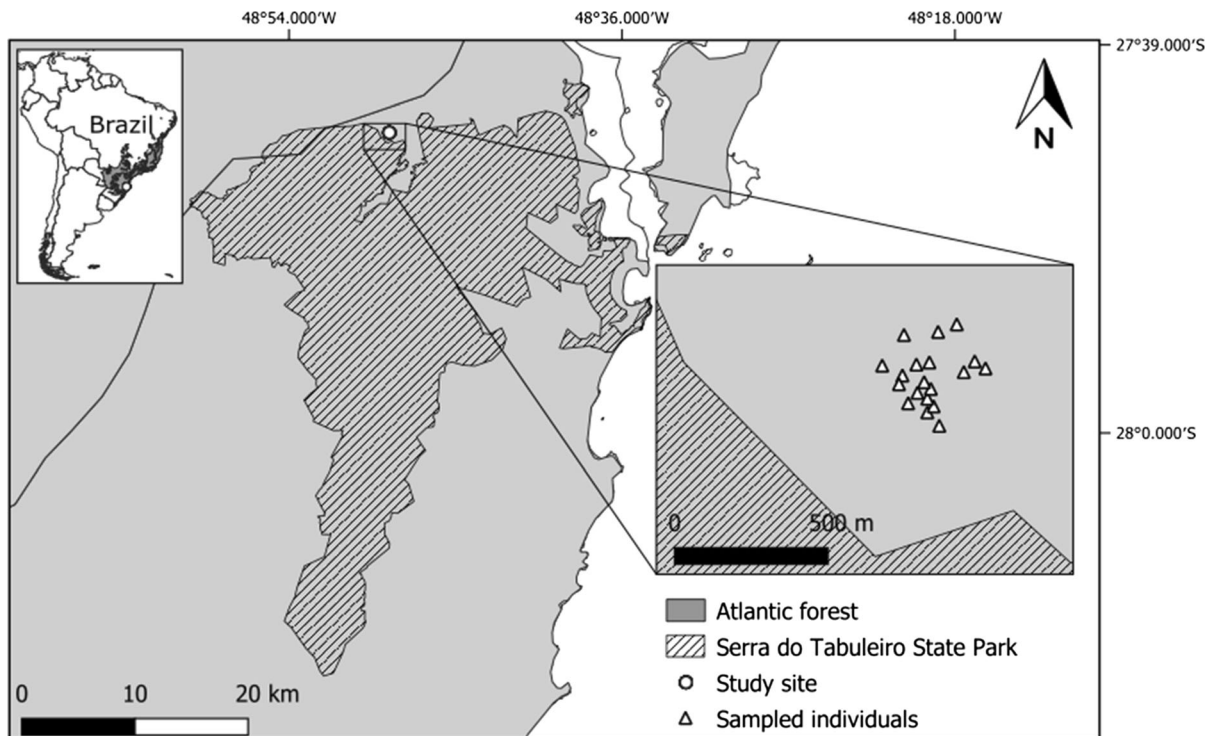 48°54.000'W 48°36.000'W 48°18.000'W
27°39.000'S
Brazil
N
28°0.000'S
0 500 m
Atlantic forest
Serra do Tabuleiro State Park
Study site
Sampled individuals
0 10 20 km